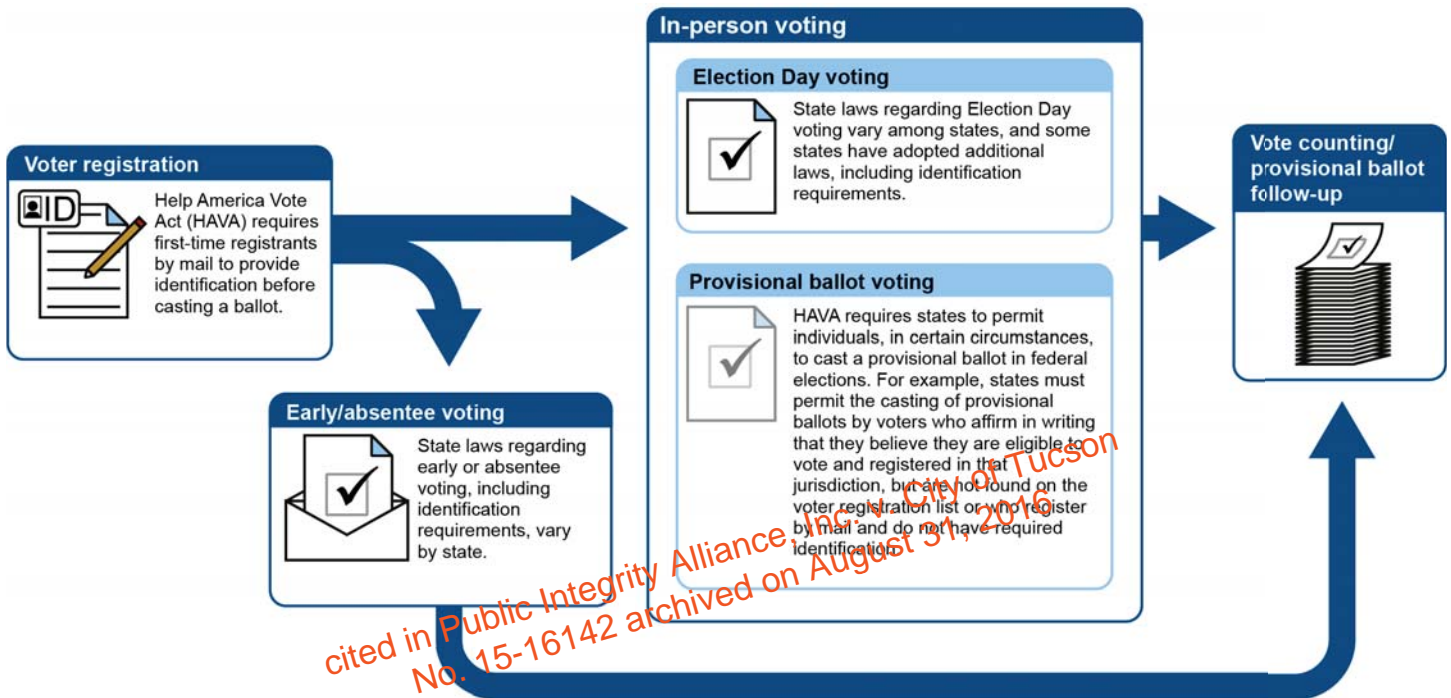 Voter registration
ID
Help America Vote
Act (HAVA) requires
first-time registrants
by mail to provide
identification before
casting a ballot.
Early/absentee voting
State laws regarding
early or absentee
voting, including
identification
requirements, vary
by state.
In-person voting
Election Day voting
State laws regarding Election Day
voting vary among states, and some
states have adopted additional
laws, including identification
requirements.
Provisional ballot voting
HAVA requires states to permit
individuals, in certain circumstances,
to cast a provisional ballot in federal
elections. For example, states must
permit the casting of provisional
ballots by voters who affirm in writing
that they believe they are eligible to
vote and registered in that
jurisdiction, but are not found on the
voter registration list or who register
by mail and do not have required
identification.
Vote counting/
provisional ballot
follow-up
cited in Public Integrity Alliance, Inc. v. City of Tucson
No. 15-16142 archived on August 31, 2016